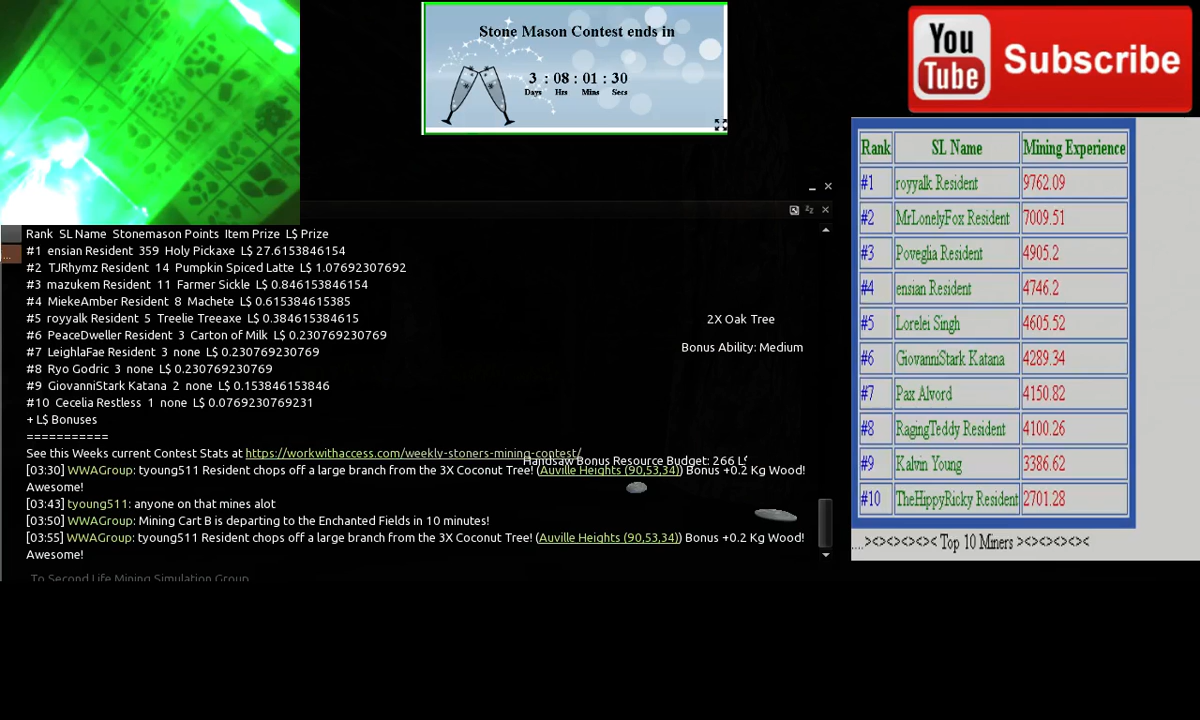 Stone Mason Contest ends in
3 : 08 : 01 : 30
Days Hrs Mins Secs
You
Tube
Subscribe
Rank SL Name Mining Experience
#1 royyalk Resident 9762.09
#2 MrLonelyFox Resident 7009.51
#3 Poveglia Resident 4905.2
#4 ensian Resident 4746.2
#5 Lorelei Singh 4605.52
#6 GiovanniStark Katana 4289.34
#7 Pax Alvord 4150.82
#8 RagingTeddy Resident 4100.26
#9 Kalvin Young 3386.62
#10 TheHippyRicky Resident 2701.28
....><><><><>< Top 10 Miners ><><><><><
Rank SL Name Stonemason Points Item Prize L$ Prize
#1 ensian Resident 359 Holy Pickaxe L$ 27.6153846154
#2 TJRhymz Resident 14 Pumpkin Spiced Latte L$ 1.07692307692
#3 mazukem Resident 11 Farmer Sickle L$ 0.846153846154
#4 MiekeAmber Resident 8 Machete L$ 0.615384615385
#5 royyalk Resident 5 Treelie Treeaxe L$ 0.384615384615
#6 PeaceDweller Resident 3 Carton of Milk L$ 0.230769230769
#7 LeighlaFae Resident 3 none L$ 0.230769230769
#8 Ryo Godric 3 none L$ 0.230769230769
#9 GiovanniStark Katana 2 none L$ 0.153846153846
#10 Cecelia Restless 1 none L$ 0.0769230769231
+ L$ Bonuses
===========
See this Weeks current Contest Stats at https://workwithaccess.com/weekly-stoners-mining-contest/
[03:30] WWAGroup: tyoung511 Resident chops off a large branch from the 3X Coconut Tree! (Auville Heights (90,53,34)) Bonus +0.2 Kg Wood!
Awesome!
[03:43] tyoung511: anyone on that mines alot
[03:50] WWAGroup: Mining Cart B is departing to the Enchanted Fields in 10 minutes!
[03:55] WWAGroup: tyoung511 Resident chops off a large branch from the 3X Coconut Tree! (Auville Heights (90,53,34)) Bonus +0.2 Kg Wood!
Awesome!
To Second Life Mining Simulation Group
2X Oak Tree
Bonus Ability: Medium
Handsaw Bonus Resource Budget: 266 L$